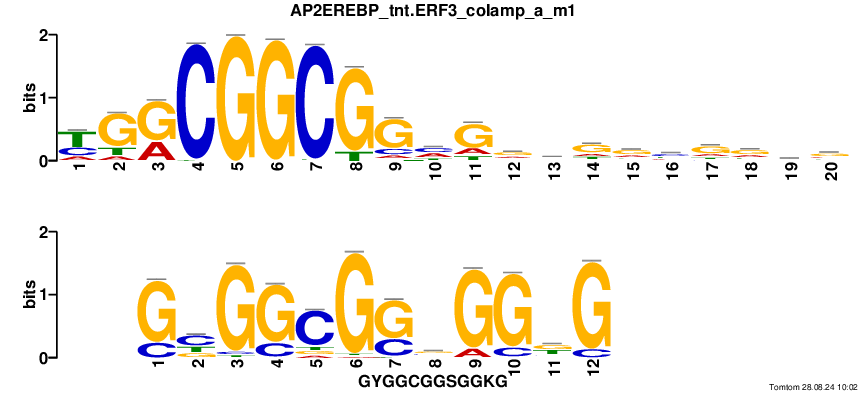 AP2EREBP_tnt.ERF3_colamp_a_m1
2
1
0
bits
1 2 3 4 5 6 7 8 9 10 11 12 13 14 15 16 17 18 19 20
2
1
0
bits
1 2 3 4 5 6 7 8 9 10 11 12
GYGGCGGSGGKG
Tomtom 28.08.24 10:02